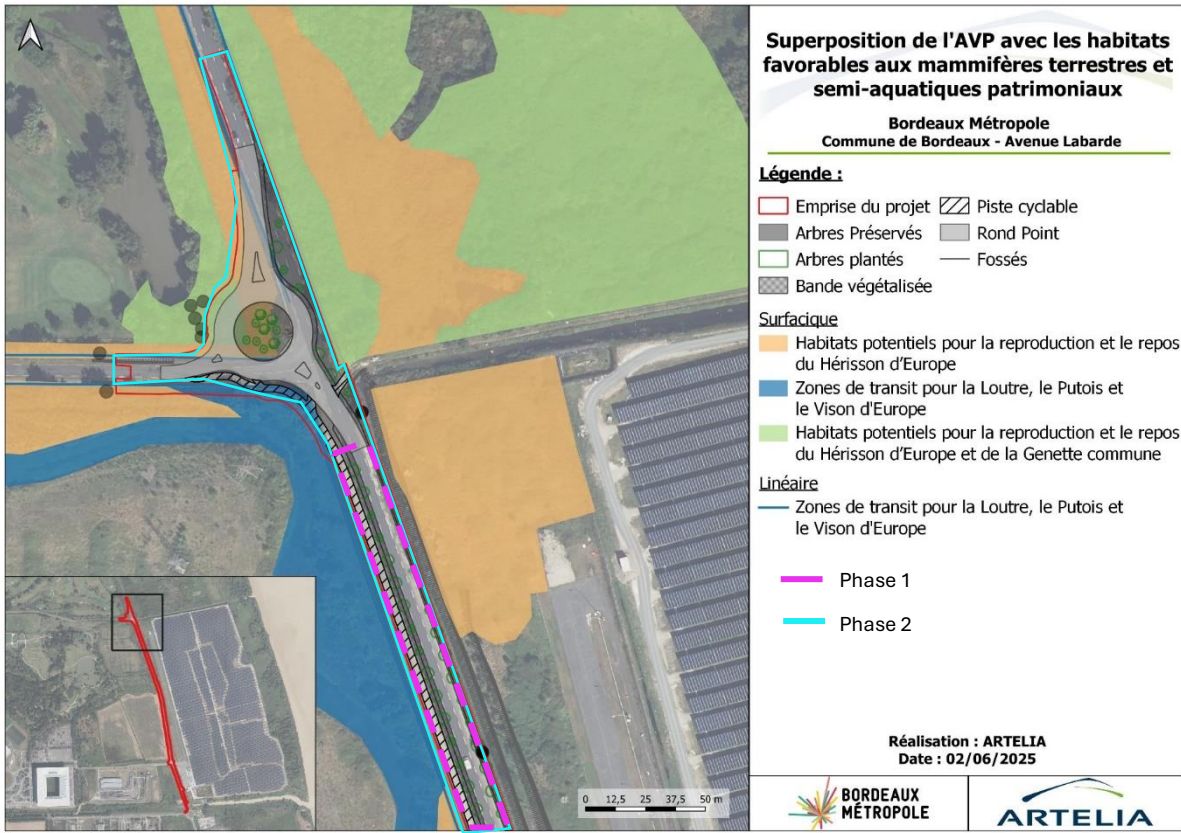 Superposition de l'AVP avec les habitats
favorables aux mammifères terrestres et
semi-aquatiques patrimoniaux
Bordeaux Métropole
Commune de Bordeaux - Avenue Labarde
Légende :
Emprise du projet
Arbres Préservés
Arbres plantés
Bande végétalisée
Piste cyclable
Rond Point
Fossés
Surfacique
Habitats potentiels pour la reproduction et le repos
du Hérisson d’Europe
Zones de transit pour la Loutre, le Putois et
le Vison d'Europe
Habitats potentiels pour la reproduction et le repos
du Hérisson d’Europe et de la Genette commune
Linéaire
Zones de transit pour la Loutre, le Putois et
le Vison d'Europe
Phase 1
Phase 2
0 12,5 25 37,5 50 m
Réalisation : ARTELIA
Date : 02/06/2025
BORDEAUX
MÉTROPOLE
ARTELIA